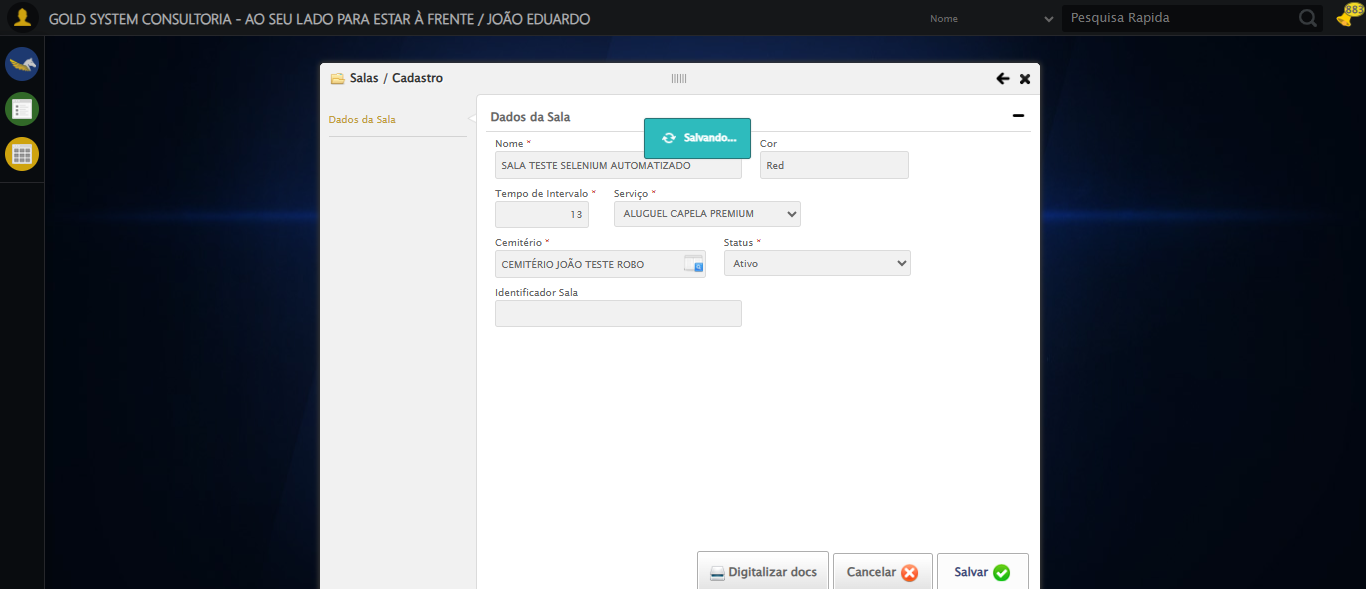 GOLD SYSTEM CONSULTORIA - AO SEU LADO PARA ESTAR À FRENTE / JOÃO EDUARDO
Nome
Pesquisa Rapida
883
Salas / Cadastro
Dados da Sala
Dados da Sala
Salvando...
Nome *
Cor
SALA TESTE SELENIUM AUTOMATIZADO
Red
Tempo de Intervalo *
Serviço *
13
ALUGUEL CAPELA PREMIUM
Cemitério *
Status *
CEMITÉRIO JOÃO TESTE ROBO
Ativo
Identificador Sala
Digitalizar docs
Cancelar
Salvar